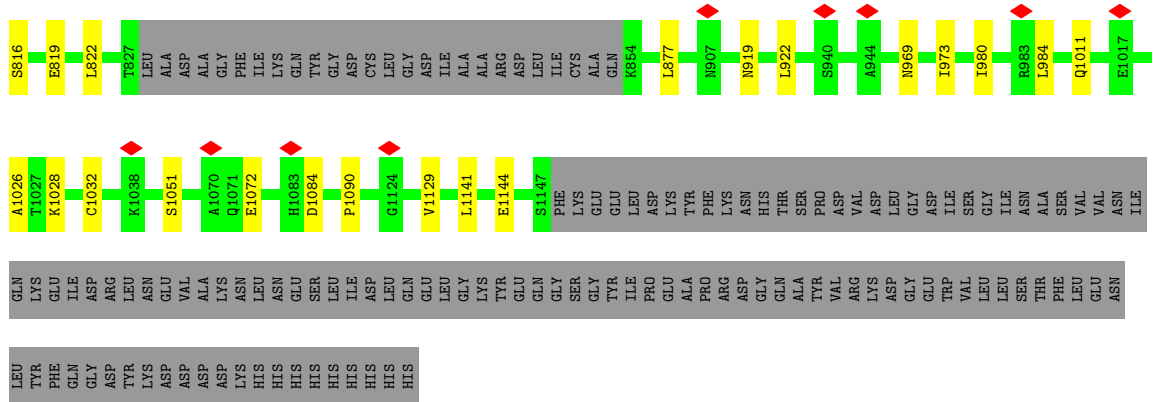 S816 E819 L822 T827 LEU ALA ASP ALA GLY PHE ILE LYS GLN TYR GLY ASP CYS LEU GLY ASP ILE ALA ALA ARG ASP LEU ILE CYS ALA GLN K854 L877 N907 N919 L922 S940 A944 N969 I973 I980 R983 L984 Q1011 E1017
A1026 T1027 K1028 C1032 K1038 S1051 A1070 Q1071 E1072 H1083 D1084 P1090 G1124 V1129 L1141 E1144 S1147 PHE LYS GLU GLU LEU ASP LYS TYR PHE LYS ASN HIS THR SER PRO ASP VAL ASP LEU GLY ASP ILE SER GLY ILE ASN ALA SER VAL VAL ASN ILE
GLN LYS GLU ILE ASP ARG LEU ASN GLU VAL ALA LYS ASN LEU ASN GLU SER LEU ILE ASP LEU GLN GLU LEU GLY LYS TYR GLU GLN GLY SER GLY TYR ILE PRO GLU ALA PRO ARG ASP GLY GLN ALA TYR VAL ARG LYS ASP GLY GLU TRP VAL LEU LEU SER THR PHE LEU GLU ASN
LEU TYR PHE GLN GLY ASP TYR LYS ASP ASP ASP ASP LYS HIS HIS HIS HIS HIS HIS HIS HIS